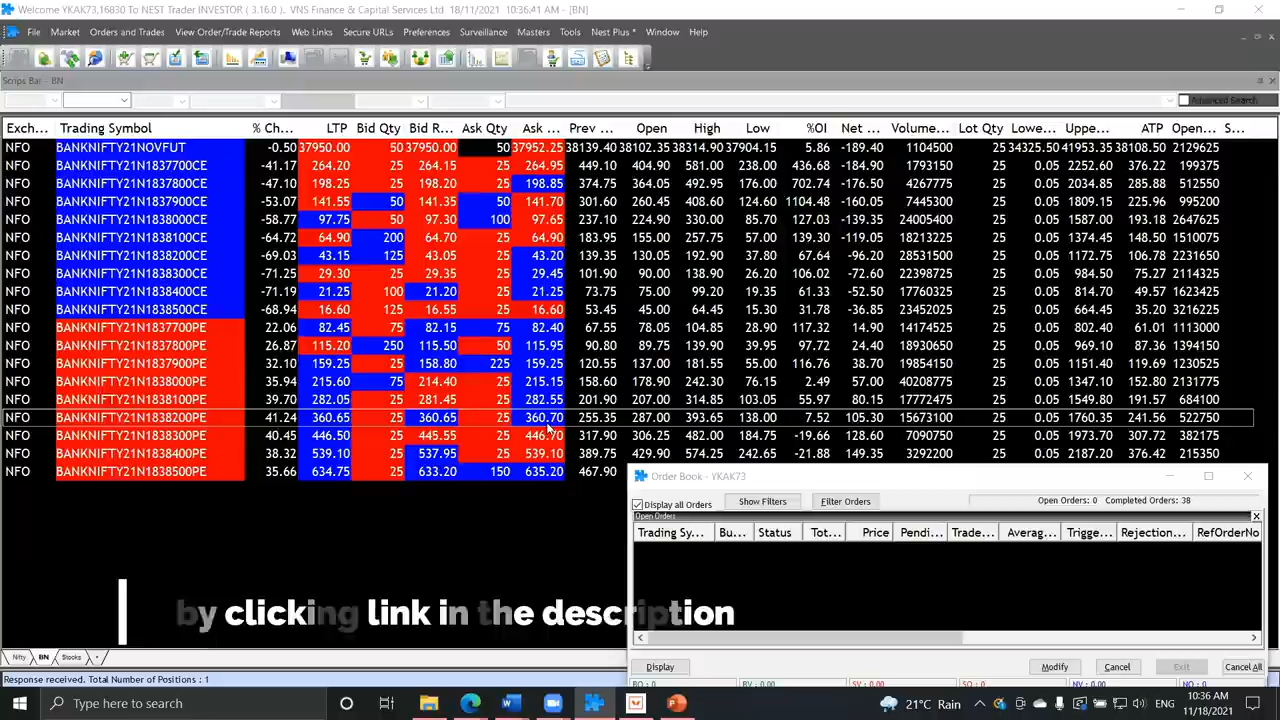 Welcome YKAK73,16830 To NEST Trader INVESTOR ( 3.16.0 ). VNS Finance & Capital Services Ltd 18/11/2021 , 10:36:41 AM - [BN]
File Market Orders and Trades View Order/Trade Reports Web Links Secure URLs Preferences Surveillance Masters Tools Nest Plus * Window Help
Scrips Bar - BN
Advanced Search
Exch... Trading Symbol % Ch... LTP Bid Qty Bid R... Ask Qty Ask ... Prev ... Open High Low %OI Net ... Volume... Lot Qty Lowe... Uppe... ATP Open... S...
NFO BANKNIFTY21NOVFUT -0.50 37950.00 50 37950.00 50 37952.25 38139.40 38102.35 38314.90 37904.15 5.86 -189.40 1104500 25 34325.50 41953.35 38108.50 2129625
NFO BANKNIFTY21N1837700CE -41.17 264.20 25 264.15 25 264.95 449.10 404.90 581.00 238.00 436.68 -184.90 1793150 25 0.05 2252.60 376.22 199375
NFO BANKNIFTY21N1837800CE -47.10 198.25 25 198.20 25 198.85 374.75 364.05 492.95 176.00 702.74 -176.50 4267775 25 0.05 2034.85 285.88 512550
NFO BANKNIFTY21N1837900CE -53.07 141.55 50 141.35 50 141.70 301.60 260.45 408.60 124.60 1104.48 -160.05 7445300 25 0.05 1809.15 225.96 995200
NFO BANKNIFTY21N1838000CE -58.77 97.75 50 97.30 100 97.65 237.10 224.90 330.00 85.70 127.03 -139.35 24005400 25 0.05 1587.00 193.18 2647625
NFO BANKNIFTY21N1838100CE -64.72 64.90 200 64.70 25 64.90 183.95 155.00 257.75 57.00 139.30 -119.05 18213225 25 0.05 1374.45 148.50 1510075
NFO BANKNIFTY21N1838200CE -69.03 43.15 125 43.05 25 43.20 139.35 130.05 192.90 37.80 67.64 -96.20 28531500 25 0.05 1172.75 106.78 2231650
NFO BANKNIFTY21N1838300CE -71.25 29.30 25 29.35 25 29.45 101.90 90.00 138.90 26.20 106.02 -72.60 22398725 25 0.05 984.50 75.27 2114325
NFO BANKNIFTY21N1838400CE -71.19 21.25 100 21.20 25 21.25 73.75 75.00 99.20 19.35 61.33 -52.50 17760325 25 0.05 814.70 49.57 1623425
NFO BANKNIFTY21N1838500CE -68.94 16.60 125 16.55 25 16.60 53.45 45.00 64.45 15.30 31.78 -36.85 23452025 25 0.05 664.45 35.20 3216225
NFO BANKNIFTY21N1837700PE 22.06 82.45 75 82.15 75 82.40 67.55 78.05 104.85 28.90 117.32 14.90 14174525 25 0.05 802.40 61.01 1113000
NFO BANKNIFTY21N1837800PE 26.87 115.20 250 115.50 50 115.95 90.80 89.75 139.90 39.95 97.72 24.40 18930650 25 0.05 969.10 87.36 1394150
NFO BANKNIFTY21N1837900PE 32.10 159.25 25 158.80 225 159.25 120.55 137.00 181.55 55.00 116.76 38.70 19854150 25 0.05 1151.40 119.69 1125575
NFO BANKNIFTY21N1838000PE 35.94 215.60 75 214.40 25 215.15 158.60 178.90 242.30 76.15 2.49 57.00 40208775 25 0.05 1347.10 152.80 2131775
NFO BANKNIFTY21N1838100PE 39.70 282.05 25 281.45 25 282.55 201.90 207.00 314.85 103.05 55.97 80.15 17772475 25 0.05 1549.80 191.57 684100
NFO BANKNIFTY21N1838200PE 41.24 360.65 25 360.65 25 360.70 255.35 287.00 393.65 138.00 7.52 105.30 15673100 25 0.05 1760.35 241.56 522750
NFO BANKNIFTY21N1838300PE 40.45 446.50 25 445.55 25 446.70 317.90 306.25 482.00 184.75 -19.66 128.60 7090750 25 0.05 1973.70 307.72 382175
NFO BANKNIFTY21N1838400PE 38.32 539.10 25 537.95 25 539.10 389.75 429.90 574.25 242.65 -21.88 149.35 3292200 25 0.05 2187.20 376.42 215350
NFO BANKNIFTY21N1838500PE 35.66 634.75 25 633.20 150 635.20 467.90
Order Book - YKAK73
Display all Orders Show Filters Filter Orders Open Orders: 0 Completed Orders: 38
Open Orders
Trading Sy... Bu... Status Tot... Price Pendi... Trade... Averag... Trigge... Rejection... RefOrderNo
by clicking link in the description
Display Modify Cancel Exit Cancel All
Nifty BN Stocks
BQ : 0 BV : 0.00 SV : 0.00 SQ : 0 NV : 0.00 NQ : 0
Response received. Total Number of Positions : 1
Type here to search
21°C Rain
ENG
10:36 AM
11/18/2021